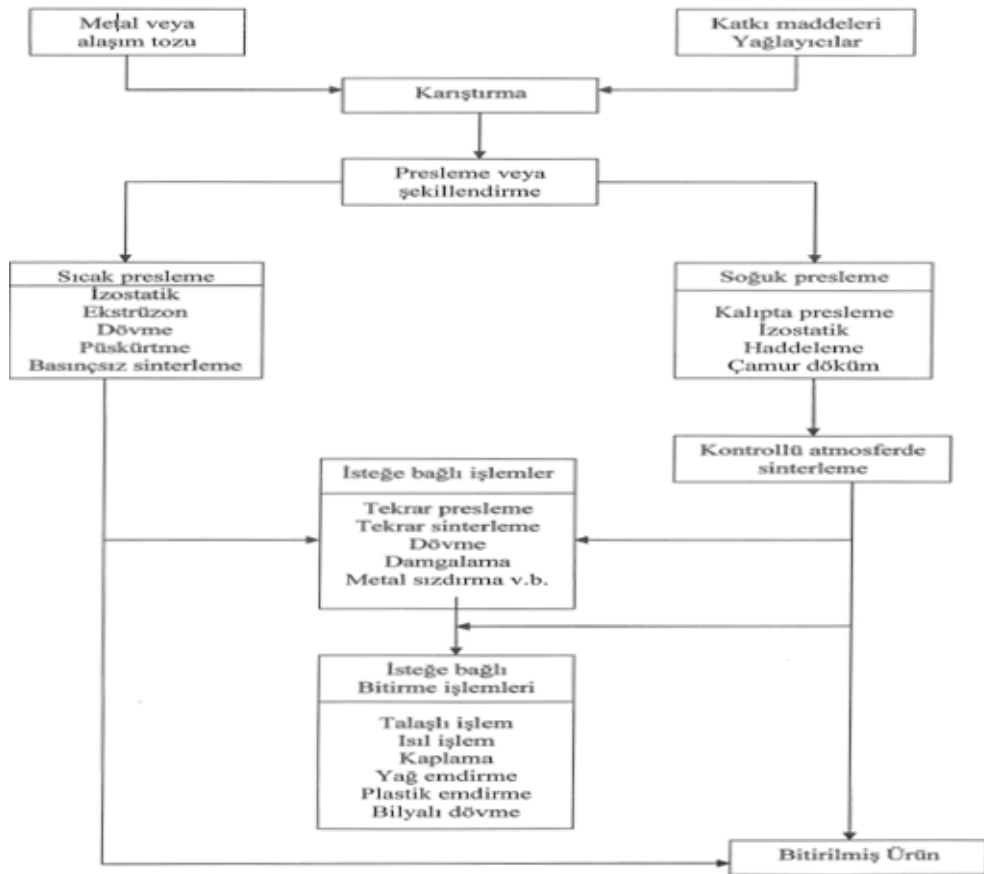 Metal veya
alaşım tozu
Katkı maddeleri
Yağlayıcılar
Karıştırma
Presleme veya
şekillendirme
Sıcak presleme
İzostatik
Ekstrüzon
Dövme
Püskürtme
Basınçsız sinterleme
Soğuk presleme
Kalıpta presleme
İzostatik
Haddeleme
Çamur döküm
Kontrollü atmosferde
sinterleme
İsteğe bağlı işlemler
Tekrar presleme
Tekrar sinterleme
Dövme
Damgalama
Metal sızdırma v.b.
İsteğe bağlı
Bitirme işlemleri
Talaşlı işlem
Isıl işlem
Kaplama
Yağ emdirme
Plastik emdirme
Bilyalı dövme
Bitirilmiş Ürün